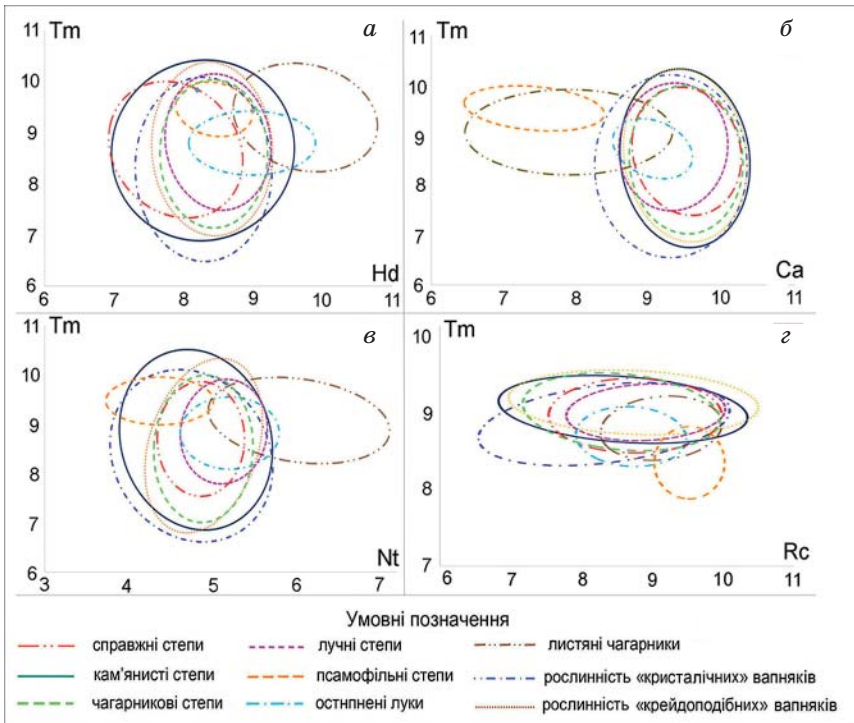 11 Tm а
10
9
8
7
6
6 7 8 9 10 11
Hd
11 Tm б
10
9
8
7
6
6 7 8 9 10 11
Ca
11 Tm в
10
9
8
7
6
3 4 5 6 7
Nt
10 Tm г
9
8
7
6 7 8 9 10 11
Rc
Умовні позначення
справжні степи
лучні степи
листяні чагарники
кам'янисті степи
псамофільні степи
рослинність «кристалічних» вапняків
чагарникові степи
остнпнені луки
рослинність «крейдоподібних» вапняків